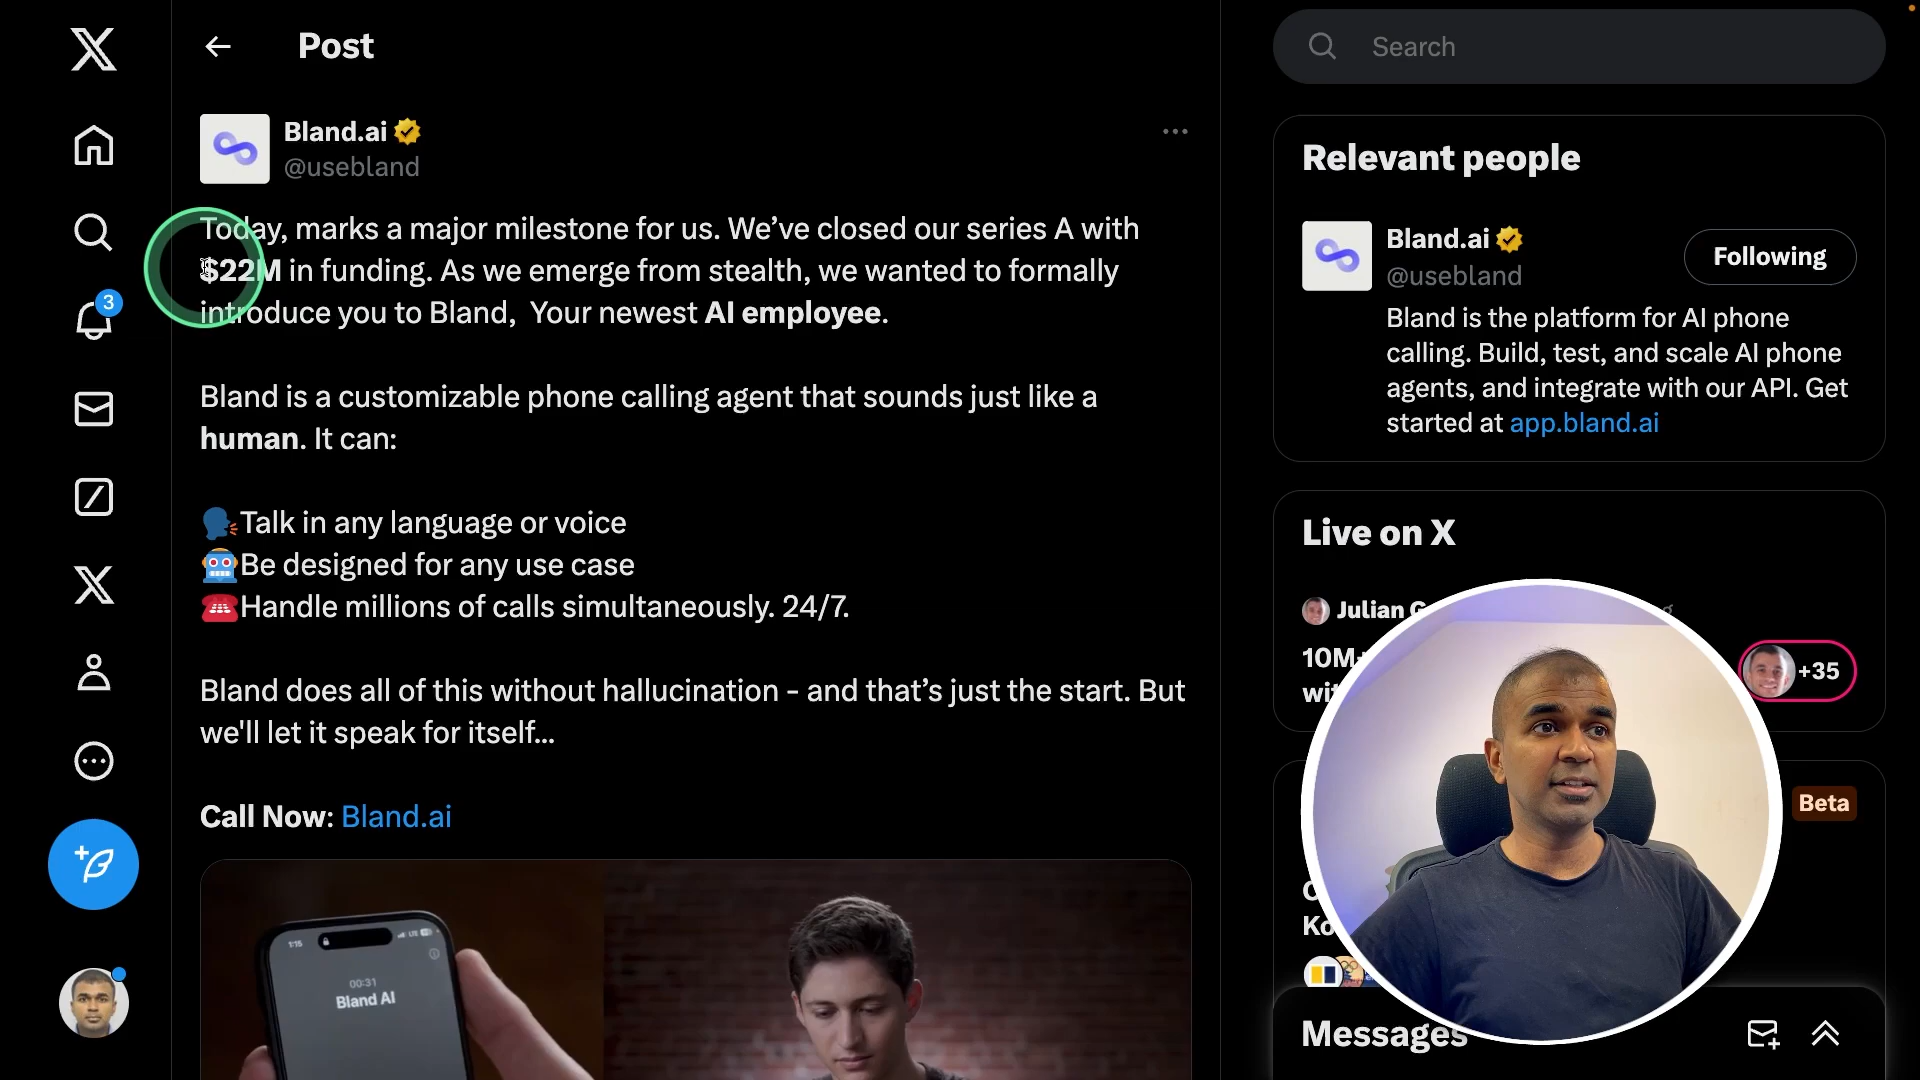 Post
Bland.ai
@usebland
Today, marks a major milestone for us. We’ve closed our series A with
$22M in funding. As we emerge from stealth, we wanted to formally
introduce you to Bland,  Your newest AI employee.
Bland is a customizable phone calling agent that sounds just like a
human. It can:
Talk in any language or voice
Be designed for any use case
Handle millions of calls simultaneously. 24/7.
Bland does all of this without hallucination - and that’s just the start. But
we'll let it speak for itself...
Call Now: Bland.ai
1:15
LTE
00:31
Bland AI
3
Search
Relevant people
Bland.ai
@usebland
Following
Bland is the platform for AI phone
calling. Build, test, and scale AI phone
agents, and integrate with our API. Get
started at app.bland.ai
Live on X
Julian G
10M
+35
wi
Beta
Ko
Messages